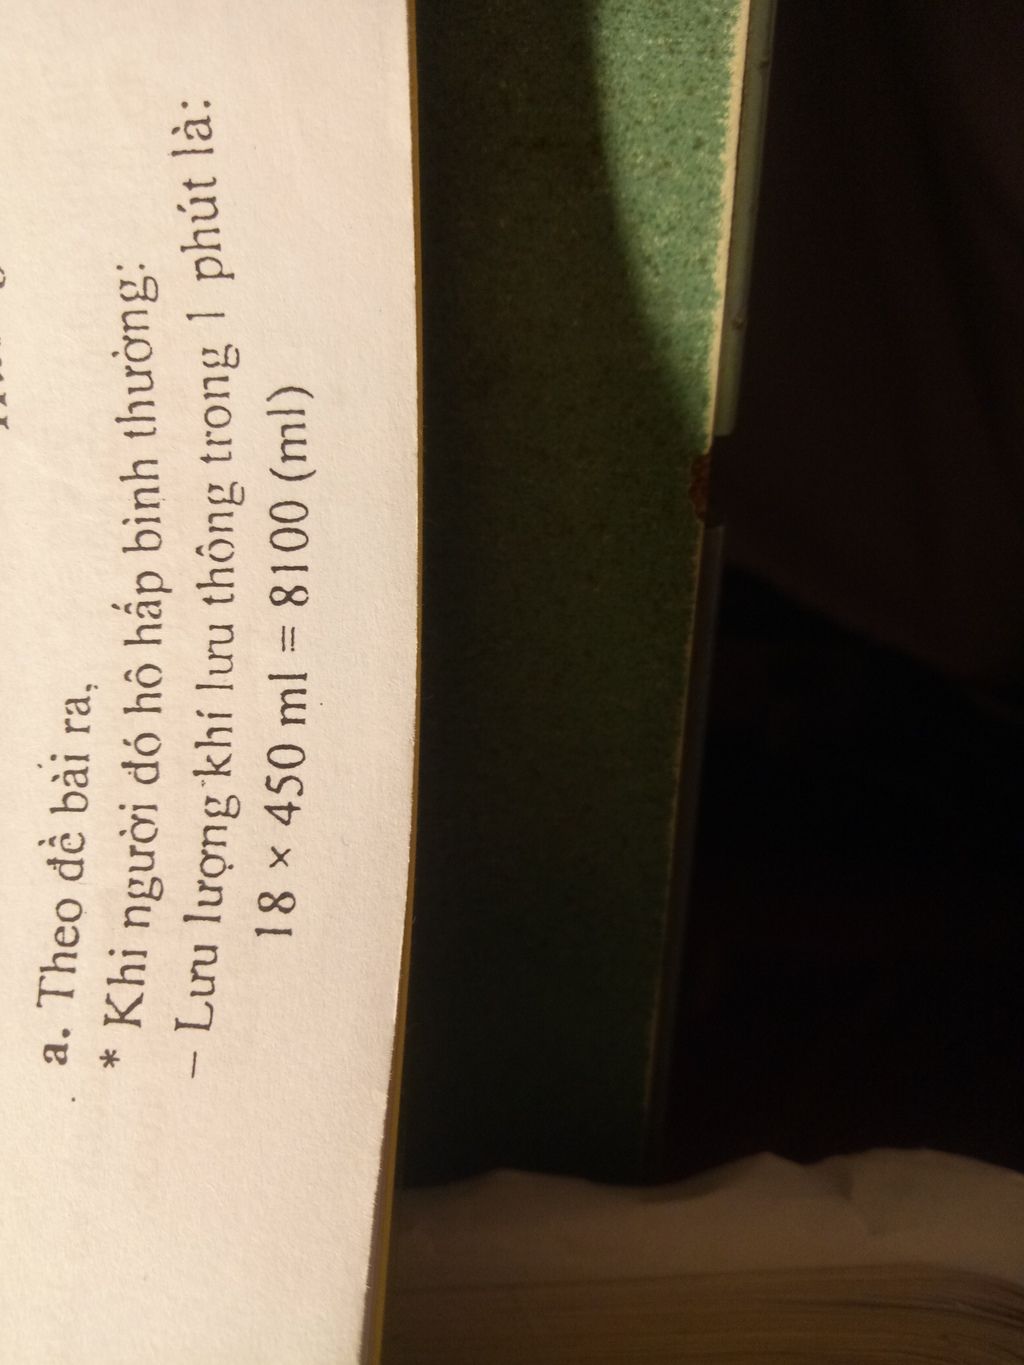 a. Theo đề bài ra,
* Khi người đó hô hấp bình thường:
– Lưu lượng khí lưu thông trong 1 phút là:
18 × 450 ml = 8100 (ml)